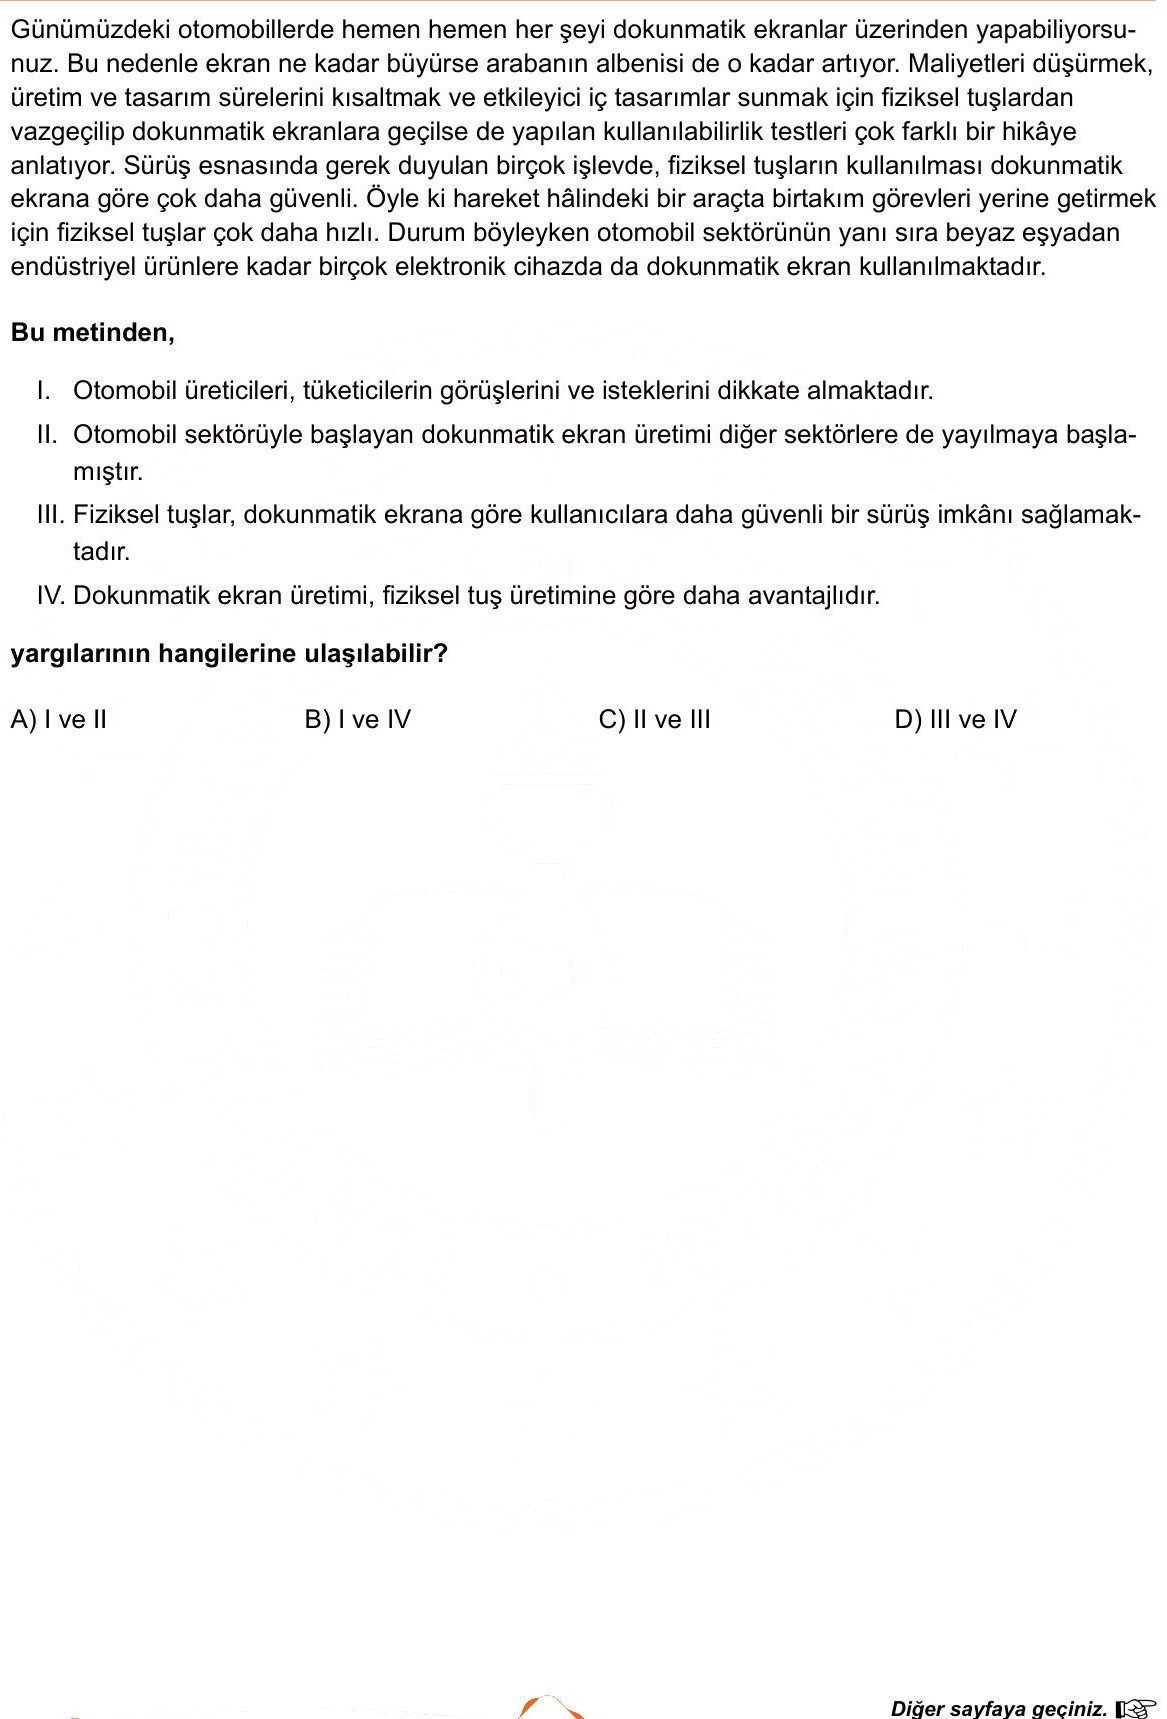 Günümüzdeki otomobillerde hemen hemen her şeyi dokunmatik ekranlar üzerinden yapabiliyorsu-
nuz. Bu nedenle ekran ne kadar büyürse arabanın albenisi de o kadar artıyor. Maliyetleri düşürmek,
üretim ve tasarım sürelerini kısaltmak ve etkileyici iç tasarımlar sunmak için fiziksel tuşlardan
vazgeçilip dokunmatik ekranlara geçilse de yapılan kullanılabilirlik testleri çok farklı bir hikâye
anlatıyor. Sürüş esnasında gerek duyulan birçok işlevde, fiziksel tuşların kullanılması dokunmatik
ekrana göre çok daha güvenli. Öyle ki hareket hâlindeki bir araçta birtakım görevleri yerine getirmek
için fiziksel tuşlar çok daha hızlı. Durum böyleyken otomobil sektörünün yanı sıra beyaz eşyadan
endüstriyel ürünlere kadar birçok elektronik cihazda da dokunmatik ekran kullanılmaktadır.
Bu metinden,
I. Otomobil üreticileri, tüketicilerin görüşlerini ve isteklerini dikkate almaktadır.
II. Otomobil sektörüyle başlayan dokunmatik ekran üretimi diğer sektörlere de yayılmaya başla-
mıştır.
III. Fiziksel tuşlar, dokunmatik ekrana göre kullanıcılara daha güvenli bir sürüş imkânı sağlamak-
tadır.
IV. Dokunmatik ekran üretimi, fiziksel tuş üretimine göre daha avantajlıdır.
yargılarının hangilerine ulaşılabilir?
A) I ve II B) I ve IV C) II ve III D) III ve IV
Diğer sayfaya geçiniz.